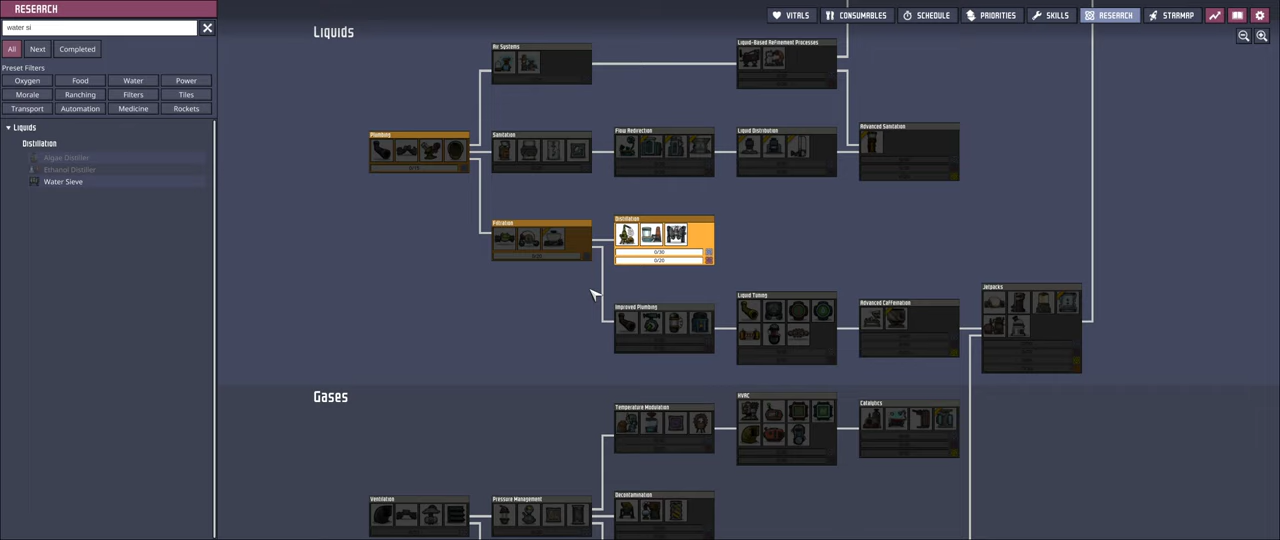 RESEARCH
water si
All Next Completed
Preset Filters
Oxygen Food Water Power
Morale Ranching Filters Tiles
Transport Automation Medicine Rockets
Liquids
Distillation
Algae Distiller
Ethanol Distiller
Water Sieve
VITALS CONSUMABLES SCHEDULE PRIORITIES SKILLS RESEARCH STARMAP
Liquids
Air Systems
Liquid-Based Refinement Processes
Plumbing
Sanitation
Flow Redirection
Liquid Distribution
Advanced Sanitation
0/15
Filtration
Distillation
0/30
0/20
Improved Plumbing
Liquid Tuning
Advanced Caffeination
Jetpacks
Gases
Temperature Modulation
HVAC
Catalytics
Ventilation
Pressure Management
Decontamination